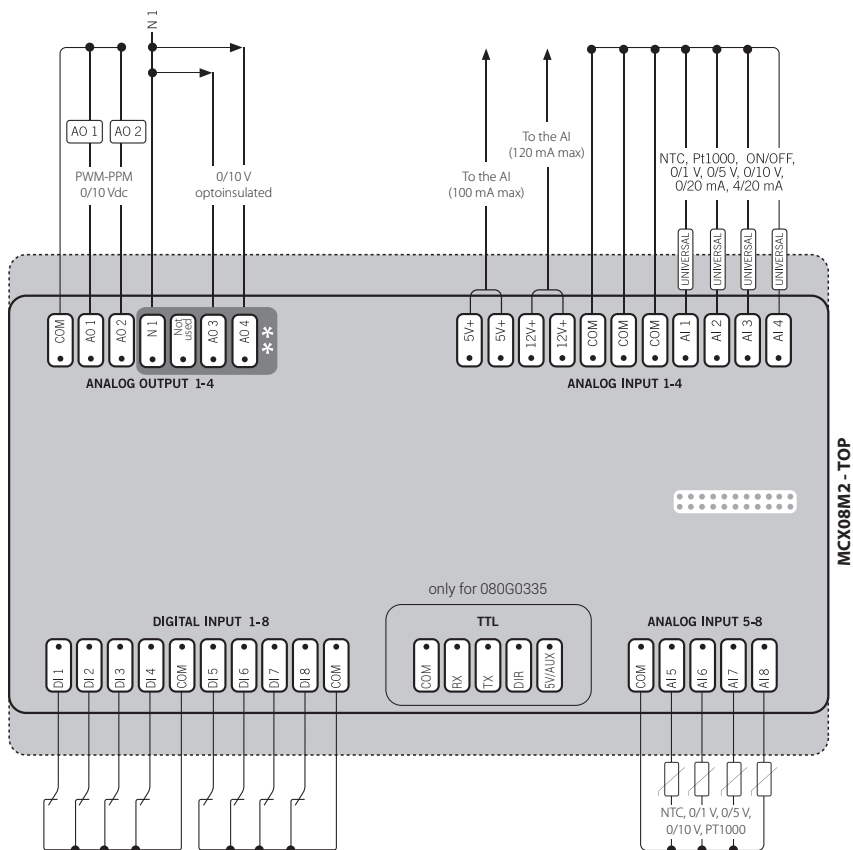 N 1
AO 1 AO 2
PWM-PPM
0/10 Vdc
0/10 V
optoinsulated
To the AI
(100 mA max)
To the AI
(120 mA max)
NTC, Pt1000, ON/OFF,
0/1 V, 0/5 V, 0/10 V,
0/20 mA, 4/20 mA
UNIVERSAL UNIVERSAL UNIVERSAL UNIVERSAL
COM AO 1 AO 2 N 1 Not used AO 3 AO 4 **
ANALOG OUTPUT 1-4
5V+ 5V+ 12V+ 12V+ COM COM COM AI 1 AI 2 AI 3 AI 4
ANALOG INPUT 1-4
MCX08M2 - TOP
only for 080G0335
DIGITAL INPUT 1-8
DI 1 DI 2 DI 3 DI 4 COM DI 5 DI 6 DI 7 DI 8 COM
TTL
COM RX TX DIR 5V/AUX
ANALOG INPUT 5-8
COM AI 5 AI 6 AI 7 AI 8
NTC, 0/1 V, 0/5 V,
0/10 V, PT1000